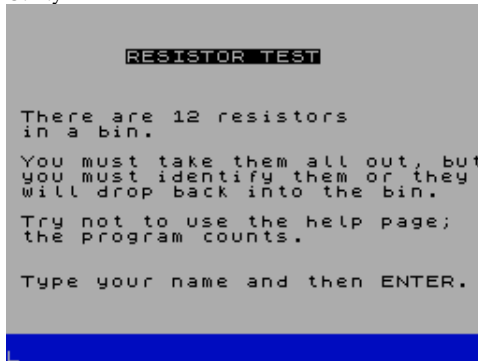 RESISTOR TEST
There are 12 resistors
in a bin.
You must take them all out, but
you must identify them or they
will drop back into the bin.
Try not to use the help page;
the program counts.
Type your name and then ENTER.
L